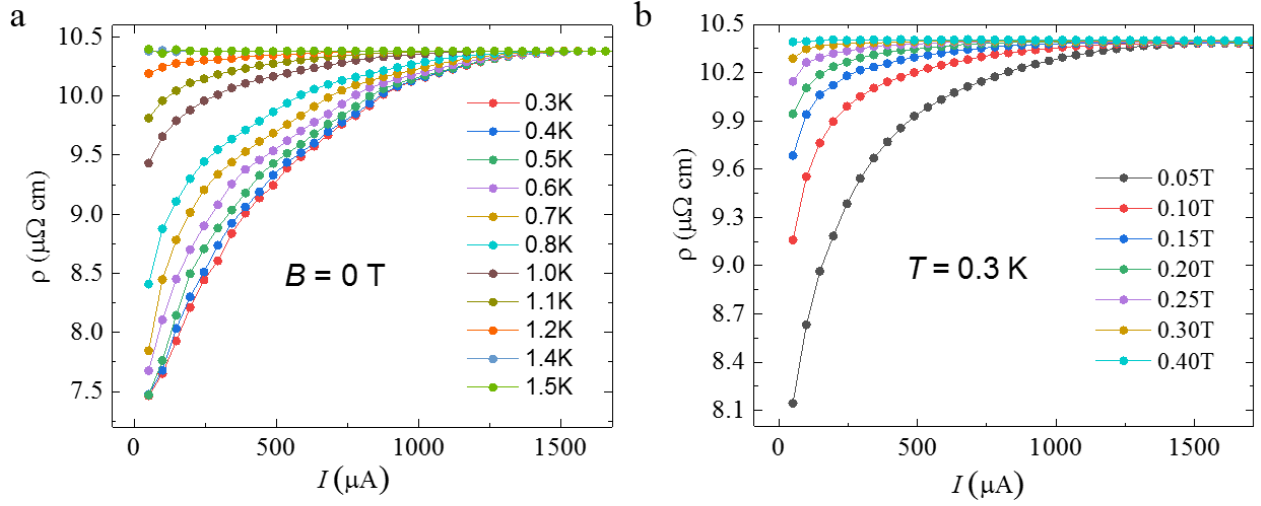 a
10.5
10.0
9.5
9.0
8.5
8.0
7.5
ρ (μΩ cm)
0
500
1000
1500
I (μA)
B = 0 T
0.3K
0.4K
0.5K
0.6K
0.7K
0.8K
1.0K
1.1K
1.2K
1.4K
1.5K
b
10.5
10.2
9.9
9.6
9.3
9.0
8.7
8.4
8.1
ρ (μΩ cm)
0
500
1000
1500
I (μA)
T = 0.3 K
0.05T
0.10T
0.15T
0.20T
0.25T
0.30T
0.40T